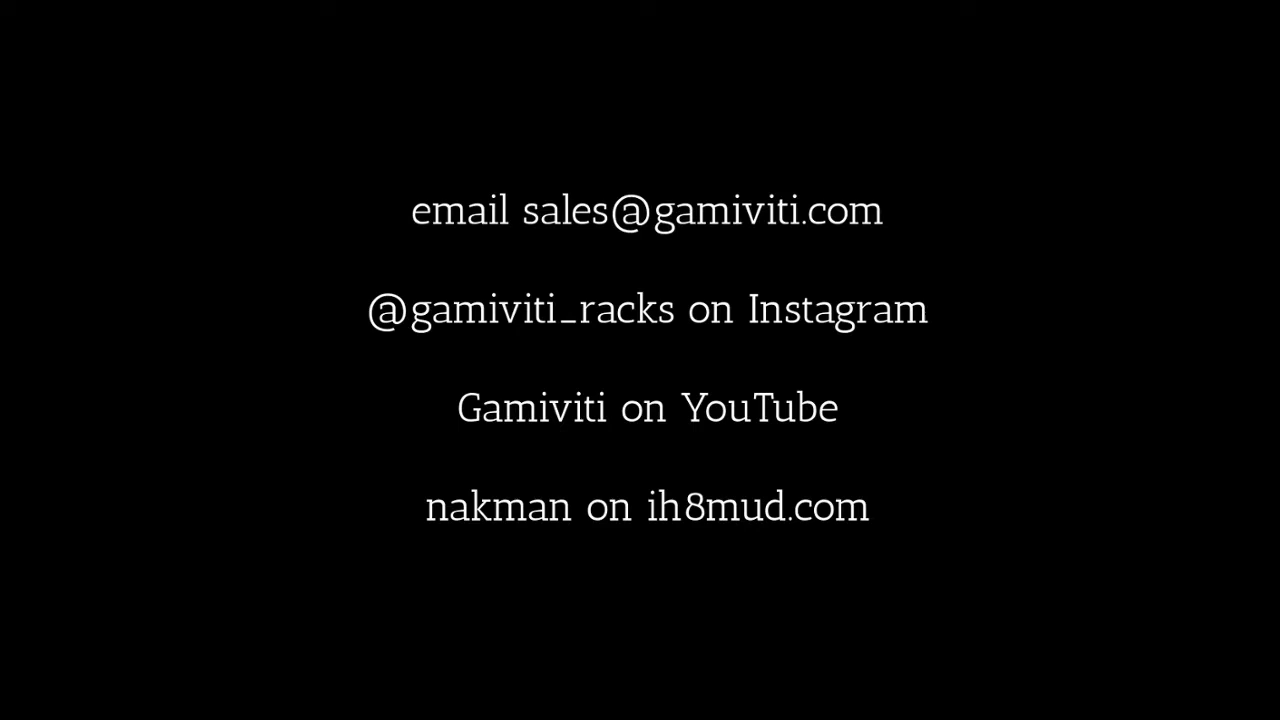 email sales@gamiviti.com
@gamiviti_racks on Instagram
Gamiviti on YouTube
nakman on ih8mud.com